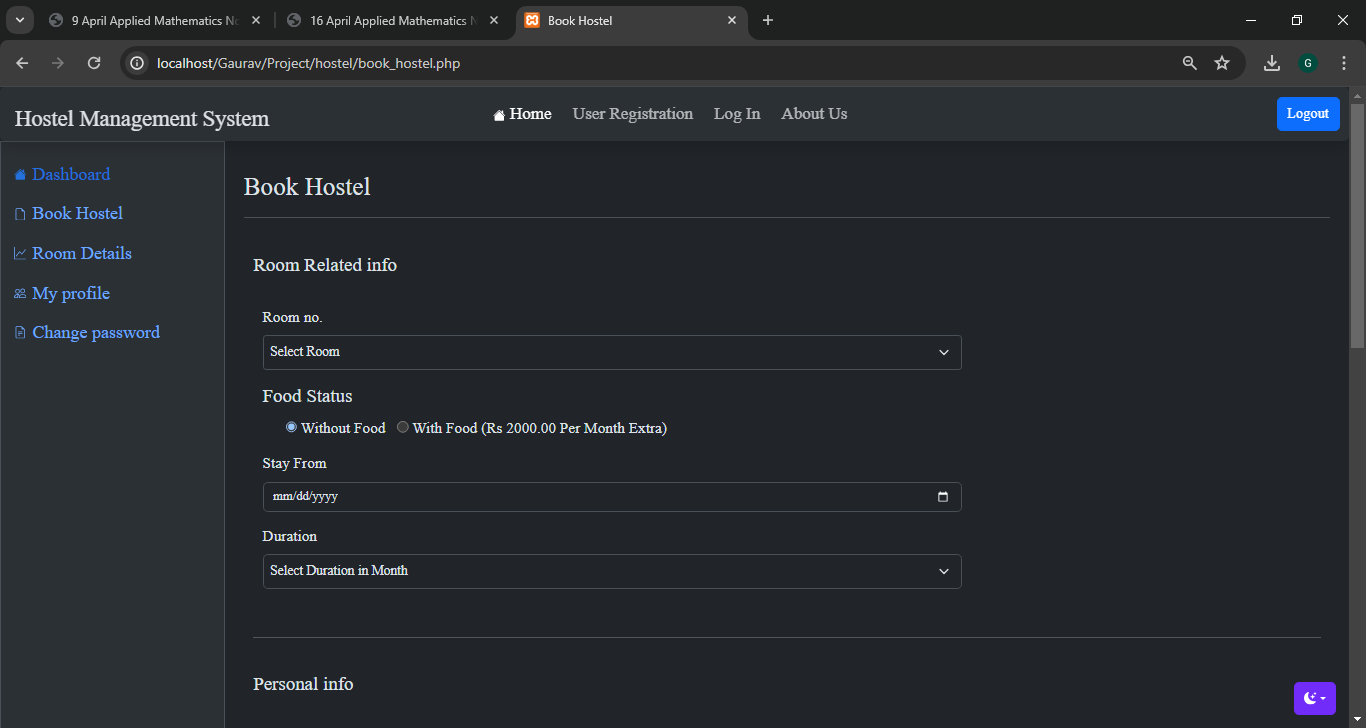 9 April Applied Mathematics No
16 April Applied Mathematics N
Book Hostel
localhost/Gaurav/Project/hostel/book_hostel.php
G
Hostel Management System
Home
User Registration
Log In
About Us
Logout
Dashboard
Book Hostel
Room Details
My profile
Change password
Book Hostel
Room Related info
Room no.
Select Room
Food Status
Without Food
With Food (Rs 2000.00 Per Month Extra)
Stay From
mm/dd/yyyy
Duration
Select Duration in Month
Personal info